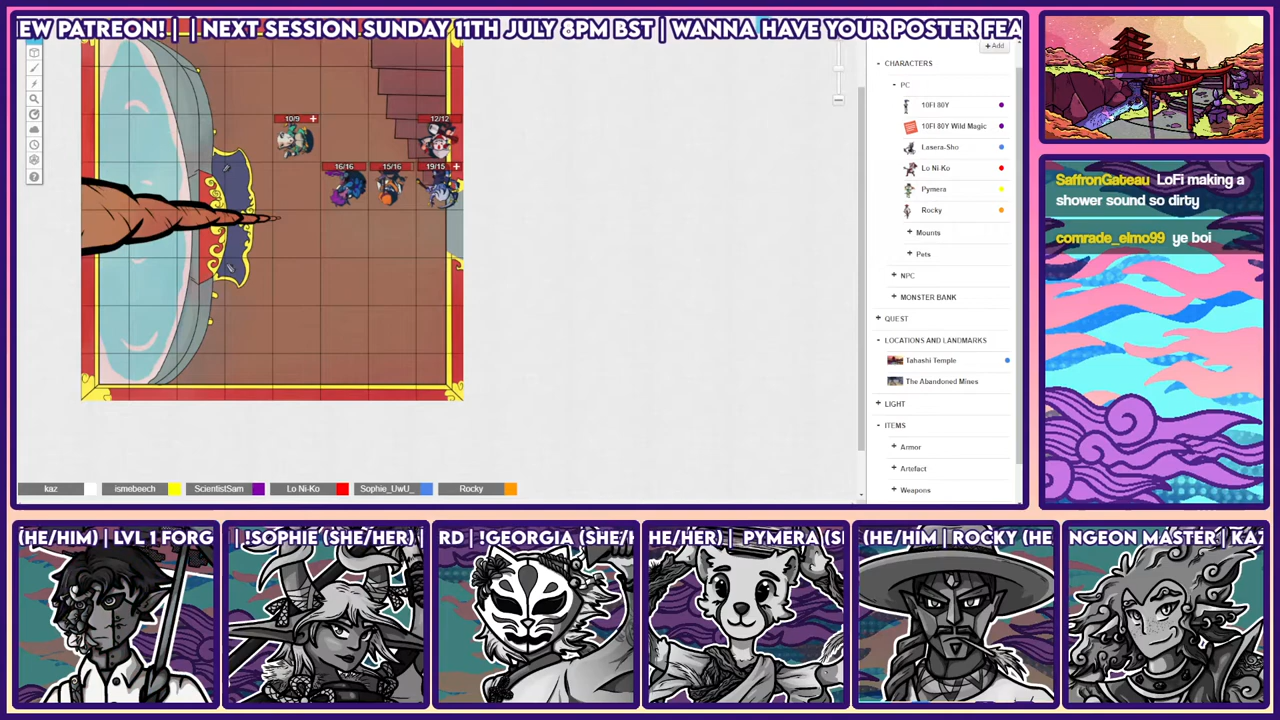 EW PATREON! | | NEXT SESSION SUNDAY 11TH JULY 8PM BST | WANNA HAVE YOUR POSTER FEA
+ Add
CHARACTERS
PC
10FI 80Y
10FI 80Y Wild Magic
Lasera-Sho
Lo Ni-Ko
Pymera
Rocky
Mounts
Pets
NPC
MONSTER BANK
QUEST
LOCATIONS AND LANDMARKS
Tahashi Temple
The Abandoned Mines
LIGHT
ITEMS
Armor
Artefact
Weapons
10/9
12/12
16/16
15/16
19/15
SaffronGateau LoFi making a
shower sound so dirty
comrade_elmo99 ye boi
kaz
ismebeech
ScientistSam
Lo Ni-Ko
Sophie_UwU_
Rocky
(HE/HIM) | LVL 1 FORG
| !SOPHIE (SHE/HER) |
RD | !GEORGIA (SHE/H
HE/HER) | PYMERA (S
(HE/HIM | ROCKY (HE
NGEON MASTER | KAZ